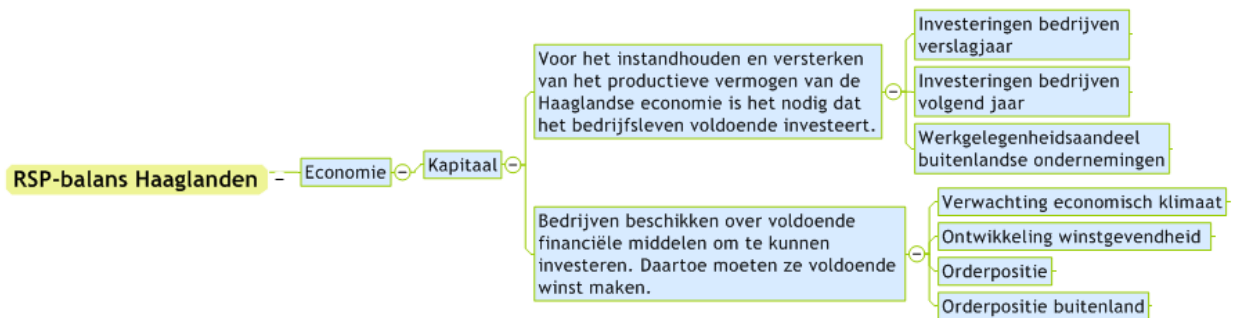 RSP-balans Haaglanden
Economie
Kapitaal
Voor het instandhouden en versterken
van het productieve vermogen van de
Haaglandse economie is het nodig dat
het bedrijfsleven voldoende investeert.
Investeringen bedrijven
verslagjaar
Investeringen bedrijven
volgend jaar
Werkgelegenheidsaandeel
buitenlandse ondernemingen
Bedrijven beschikken over voldoende
financiële middelen om te kunnen
investeren. Daartoe moeten ze voldoende
winst maken.
Verwachting economisch klimaat
Ontwikkeling winstgevendheid
Orderpositie
Orderpositie buitenland